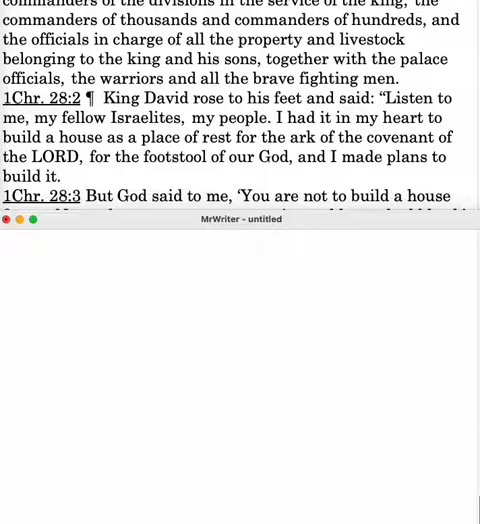 commanders of the divisions in the service of the king, the
commanders of thousands and commanders of hundreds, and
the officials in charge of all the property and livestock
belonging to the king and his sons, together with the palace
officials, the warriors and all the brave fighting men.
1Chr. 28:2 ¶ King David rose to his feet and said: “Listen to
me, my fellow Israelites, my people. I had it in my heart to
build a house as a place of rest for the ark of the covenant of
the LORD, for the footstool of our God, and I made plans to
build it.
1Chr. 28:3 But God said to me, ‘You are not to build a house
MrWriter - untitled